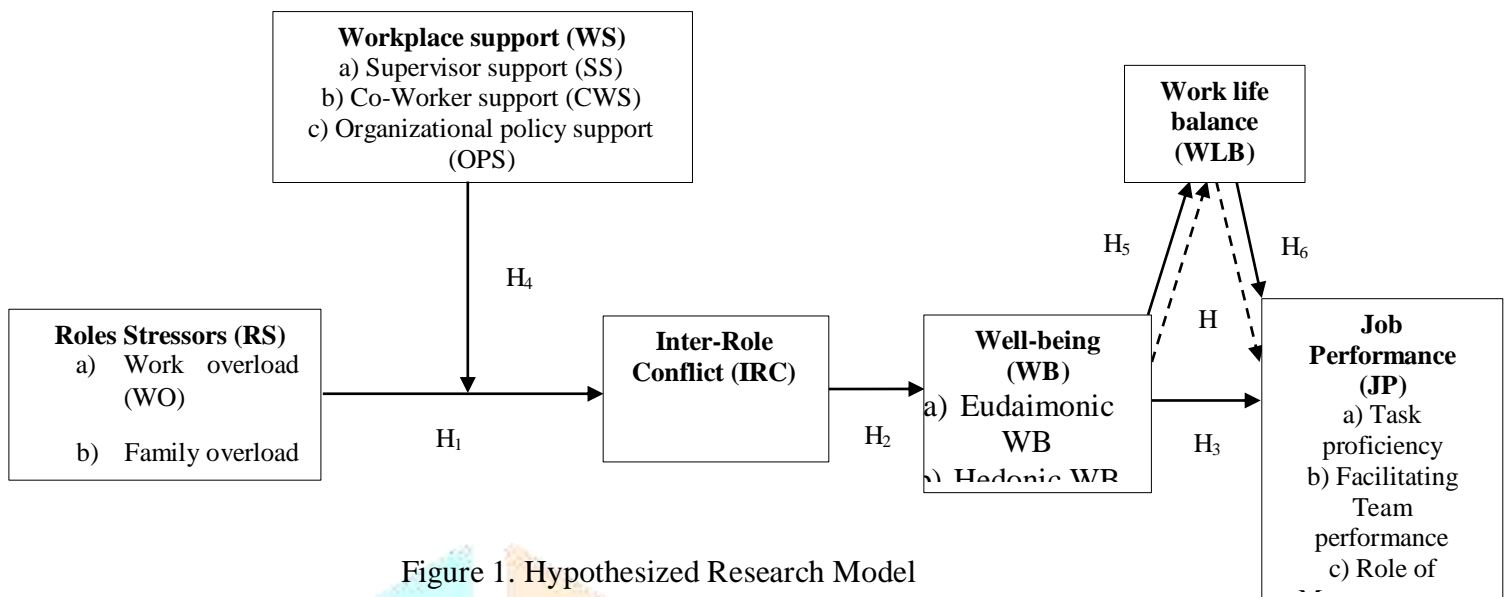 Workplace support (WS)
a) Supervisor support (SS)
b) Co-Worker support (CWS)
c) Organizational policy support
(OPS)
Work life
balance
(WLB)
H₄
H₅
H₆
H
Roles Stressors (RS)
a) Work overload
(WO)
b) Family overload
H₁
Inter-Role
Conflict (IRC)
H₂
Well-being
(WB)
a) Eudaimonic
WB
b) Hedonic WB
H₃
Job
Performance
(JP)
a) Task
proficiency
b) Facilitating
Team
performance
c) Role of
Figure 1. Hypothesized Research Model